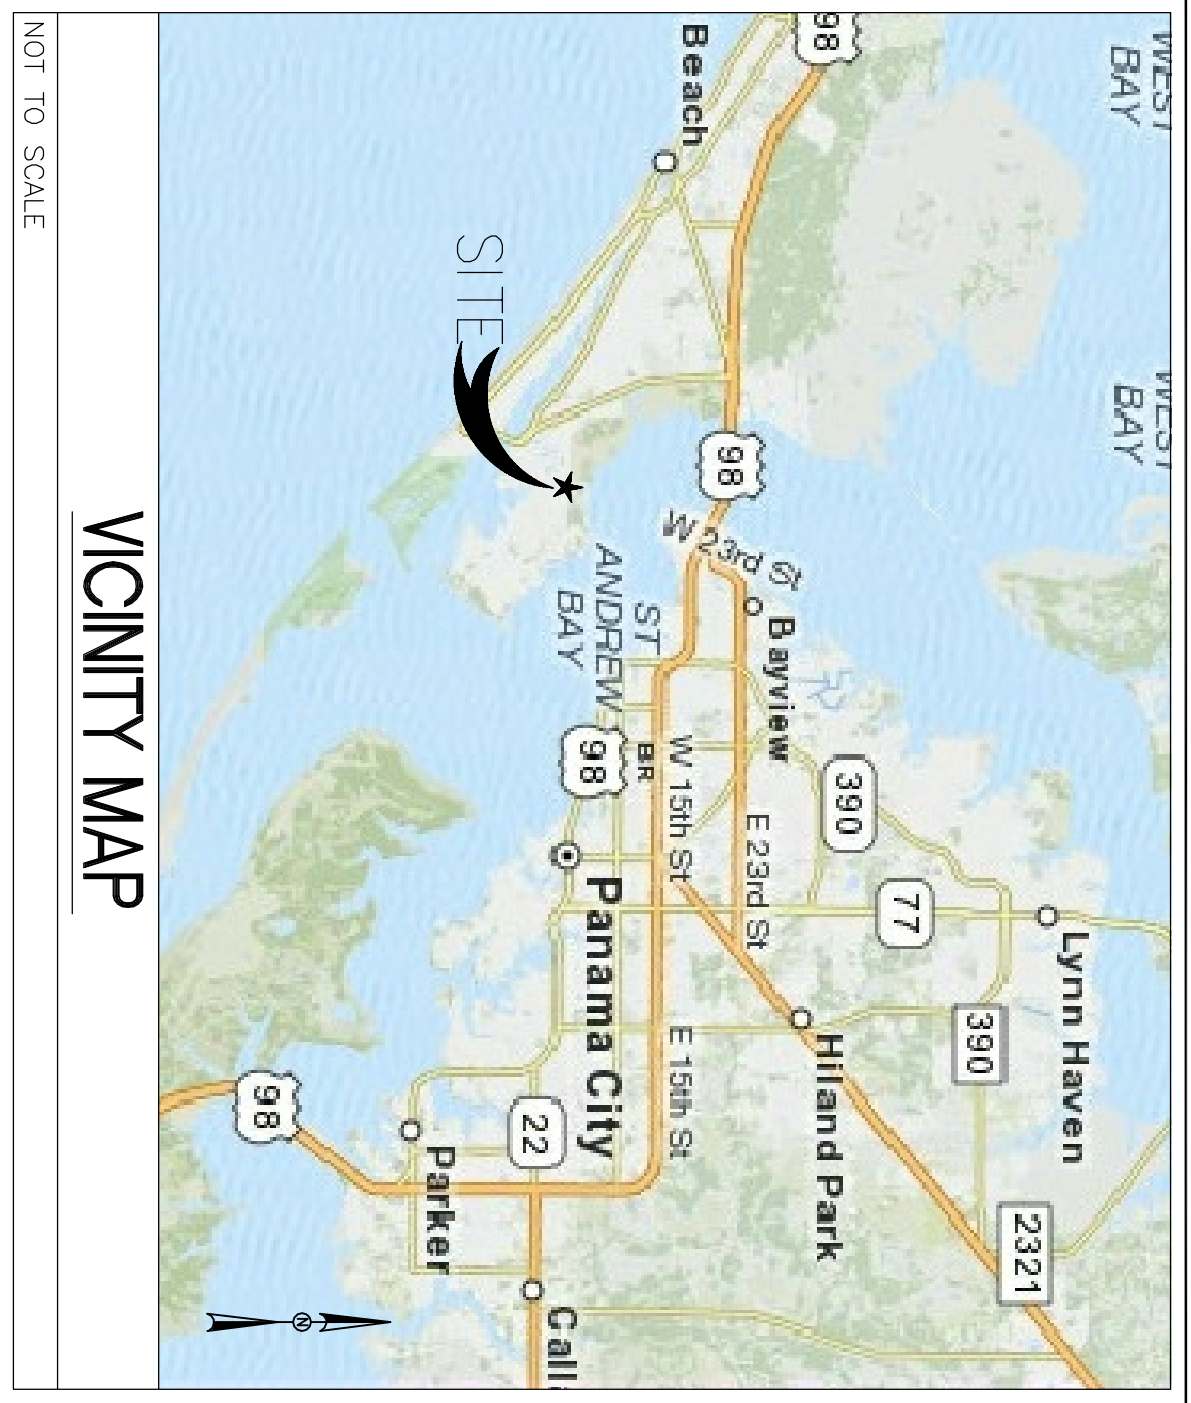 WEST
BAY
WEST
BAY
Lynn Haven
2321
390
77
390
98
Hiland Park
Bayview
E 23rd St
W 23rd St
98
Beach
W 15th St
E 15th St
ST
ANDREW
BAY
BR
98
Panama City
22
SITE
Parker
98
N
VICINITY MAP
NOT TO SCALE